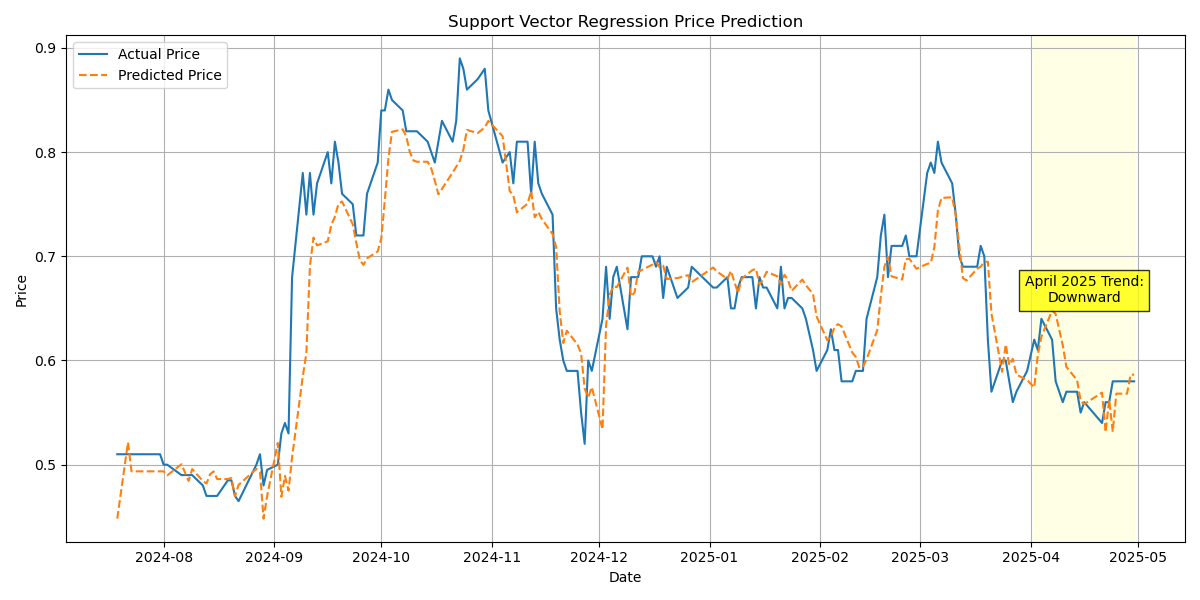 Support Vector Regression Price Prediction
Actual Price
Predicted Price
April 2025 Trend:
Downward
Price
0.9
0.8
0.7
0.6
0.5
2024-08
2024-09
2024-10
2024-11
2024-12
2025-01
2025-02
2025-03
2025-04
2025-05
Date